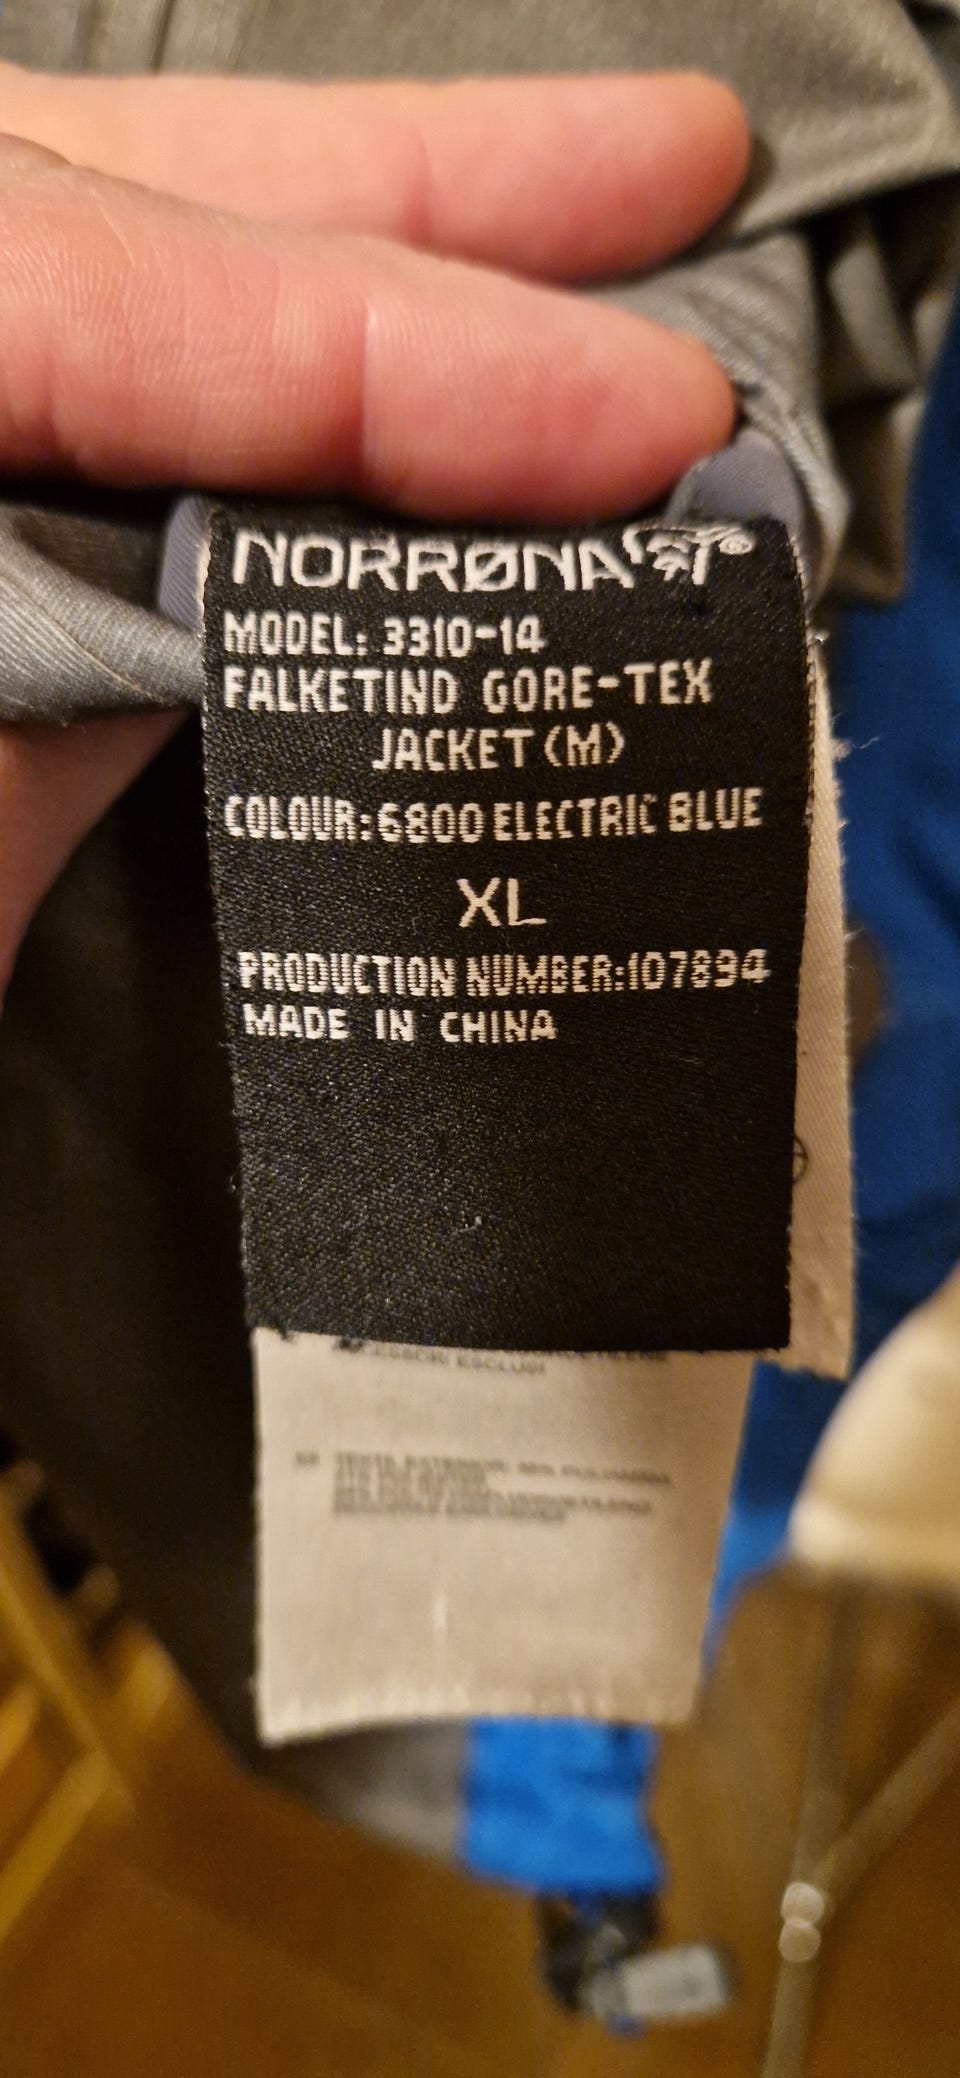 NORRØNA
MODEL: 3310-14
FALKETIND GORE-TEX
JACKET (M)
COLOUR: 6800 ELECTRIC BLUE
XL
PRODUCTION NUMBER: 107894
MADE IN CHINA
ESCLUSI